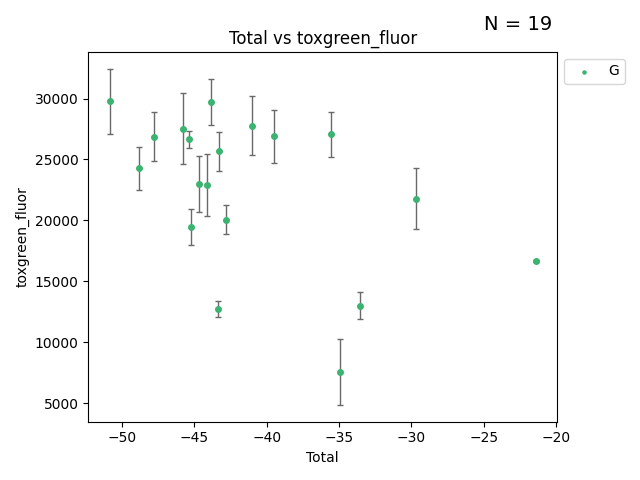 N = 19
Total vs toxgreen_fluor
G
30000
25000
20000
15000
10000
5000
toxgreen_fluor
−50 −45 −40 −35 −30 −25 −20
Total